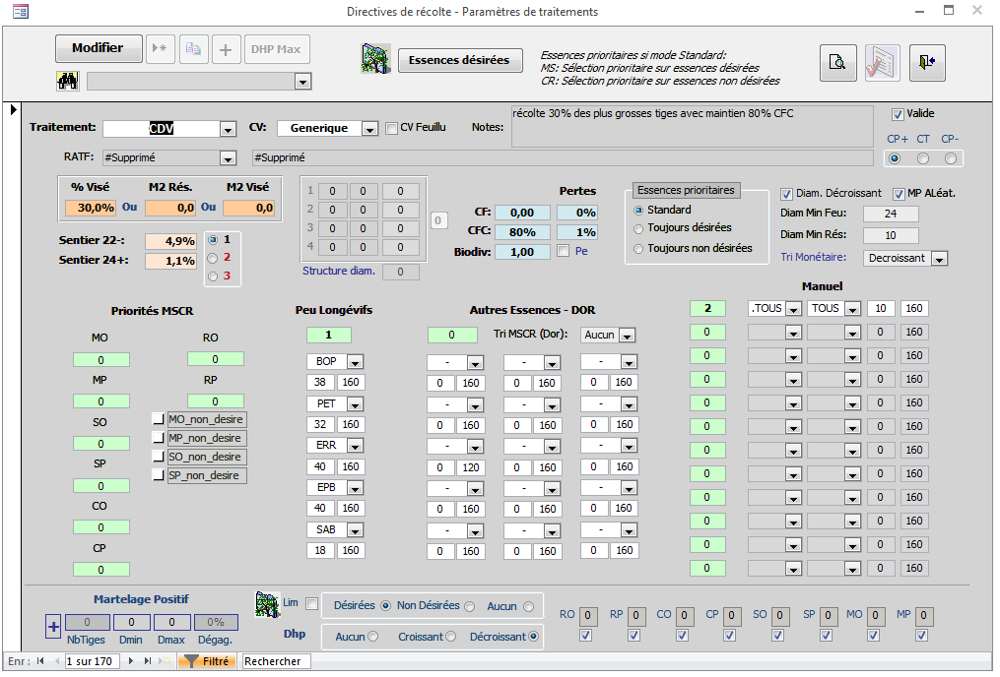 Directives de récolte - Paramètres de traitements
Modifier
DHP Max
Essences désirées
Essences prioritaires si mode Standard:
MS: Sélection prioritaire sur essences désirées
CR: Sélection prioritaire sur essences non désirées
Traitement: CDV CV: Generique CV Feuillu Notes: récolte 30% des plus grosses tiges avec maintien 80% CFC Valide
CP+ CT CP-
RATF: #Supprimé #Supprimé
% Visé M2 Rés. M2 Visé
30,0% Ou 0,0 Ou 0,0
Sentier 22-: 4,9% 1
Sentier 24+: 1,1% 2
3
1 0 0 0
2 0 0 0
3 0 0 0
4 0 0 0
0
Structure diam. 0
Pertes
CF: 0,00 0%
CFC: 80% 1%
Biodiv: 1,00 Pe
Essences prioritaires
Standard
Toujours désirées
Toujours non désirées
Diam. Décroissant MP ALéat.
Diam Min Feu: 24
Diam Min Rés: 10
Tri Monétaire: Decroissant
Priorités MSCR
MO RO
0 0
MP RP
0 0
SO MO_non_desire
0 MP_non_desire
SP SO_non_desire
0 SP_non_desire
CO
0
CP
0
Peu Longévifs
1
BOP
38 160
PET
32 160
ERR
40 160
EPB
40 160
SAB
18 160
Autres Essences - DOR
0 Tri MSCR (Dor): Aucun
- - -
0 160 0 160 0 160
- - -
0 160 0 160 0 160
- - -
0 120 0 160 0 160
- - -
0 160 0 160 0 160
- - -
0 160 0 160 0 160
Manuel
2 .TOUS TOUS 10 160
0 0 160
0 0 160
0 0 160
0 0 160
0 0 160
0 0 160
0 0 160
0 0 160
0 0 160
0 0 160
0 0 160
Martelage Positif
+ 0 0 0 0%
NbTiges Dmin Dmax Dégag.
Lim Désirées Non Désirées Aucun
Dhp Aucun Croissant Décroissant
RO 0 RP 0 CO 0 CP 0 SO 0 SP 0 MO 0 MP 0
Enr : 1 sur 170 Filtré Rechercher